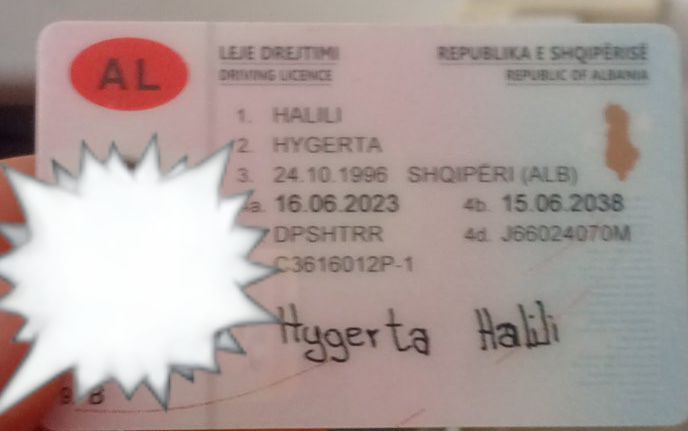 AL
LEJE DREJTIMI REPUBLIKA E SHQIPËRISË
DRIVING LICENCE REPUBLIC OF ALBANIA
1. HALILI
2. HYGERTA
3. 24.10.1996 SHQIPËRI (ALB)
a. 16.06.2023 4b. 15.06.2038
DPSHTRR 4d. J66024070M
C3616012P-1
Hygerta Halili
9. B